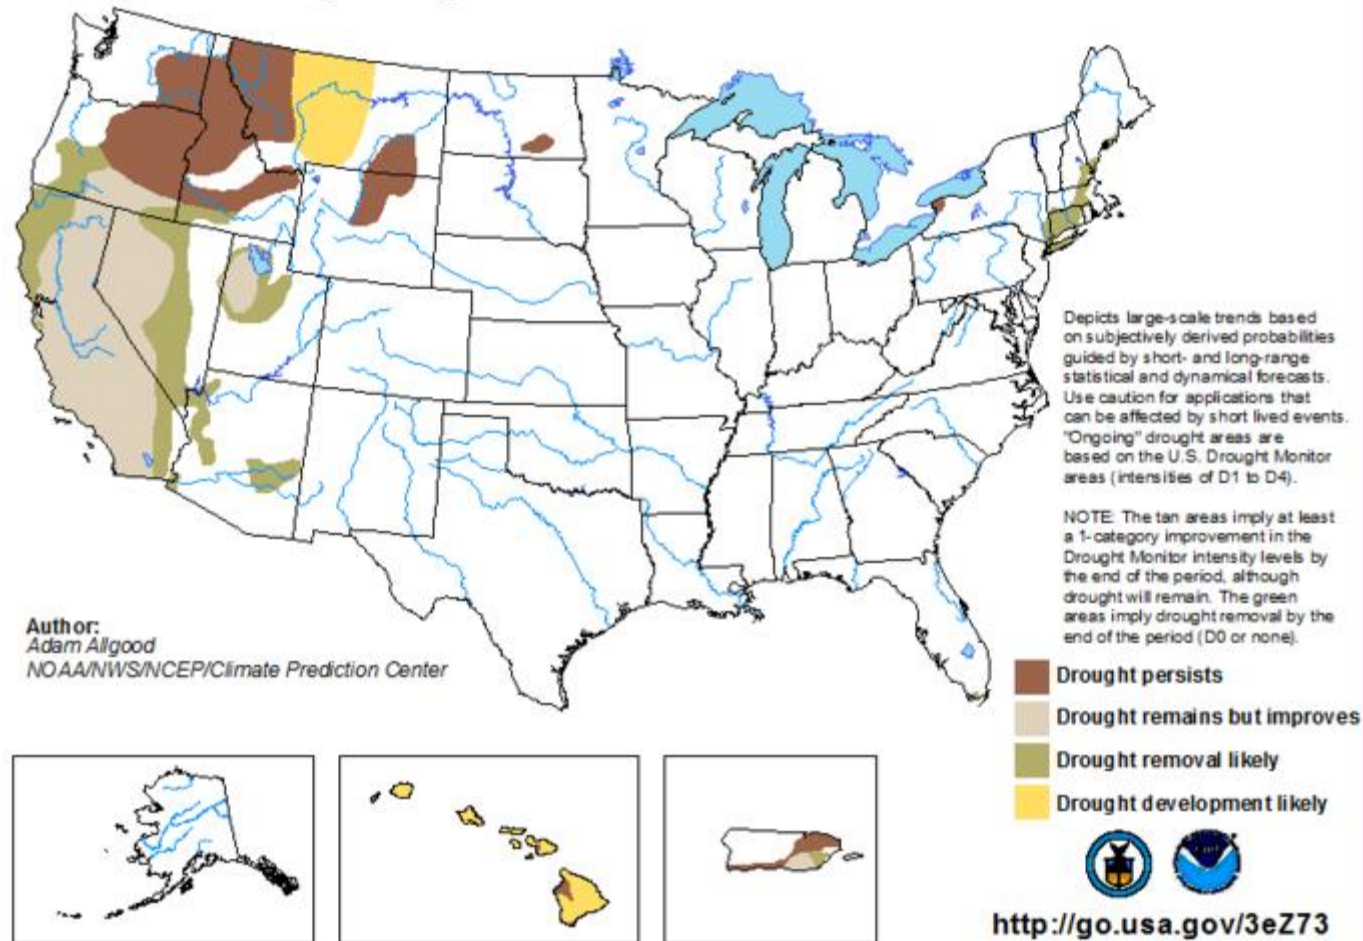 Depicts large-scale trends based
on subjectively derived probabilities
guided by short- and long-range
statistical and dynamical forecasts.
Use caution for applications that
can be affected by short lived events.
"Ongoing" drought areas are
based on the U.S. Drought Monitor
areas (intensities of D1 to D4).
NOTE: The tan areas imply at least
a 1-category improvement in the
Drought Monitor intensity levels by
the end of the period, although
drought will remain. The green
areas imply drought removal by the
end of the period (D0 or none).
Author:
Adam Allgood
NOAA/NWS/NCEP/Climate Prediction Center
Drought persists
Drought remains but improves
Drought removal likely
Drought development likely
http://go.usa.gov/3eZ73